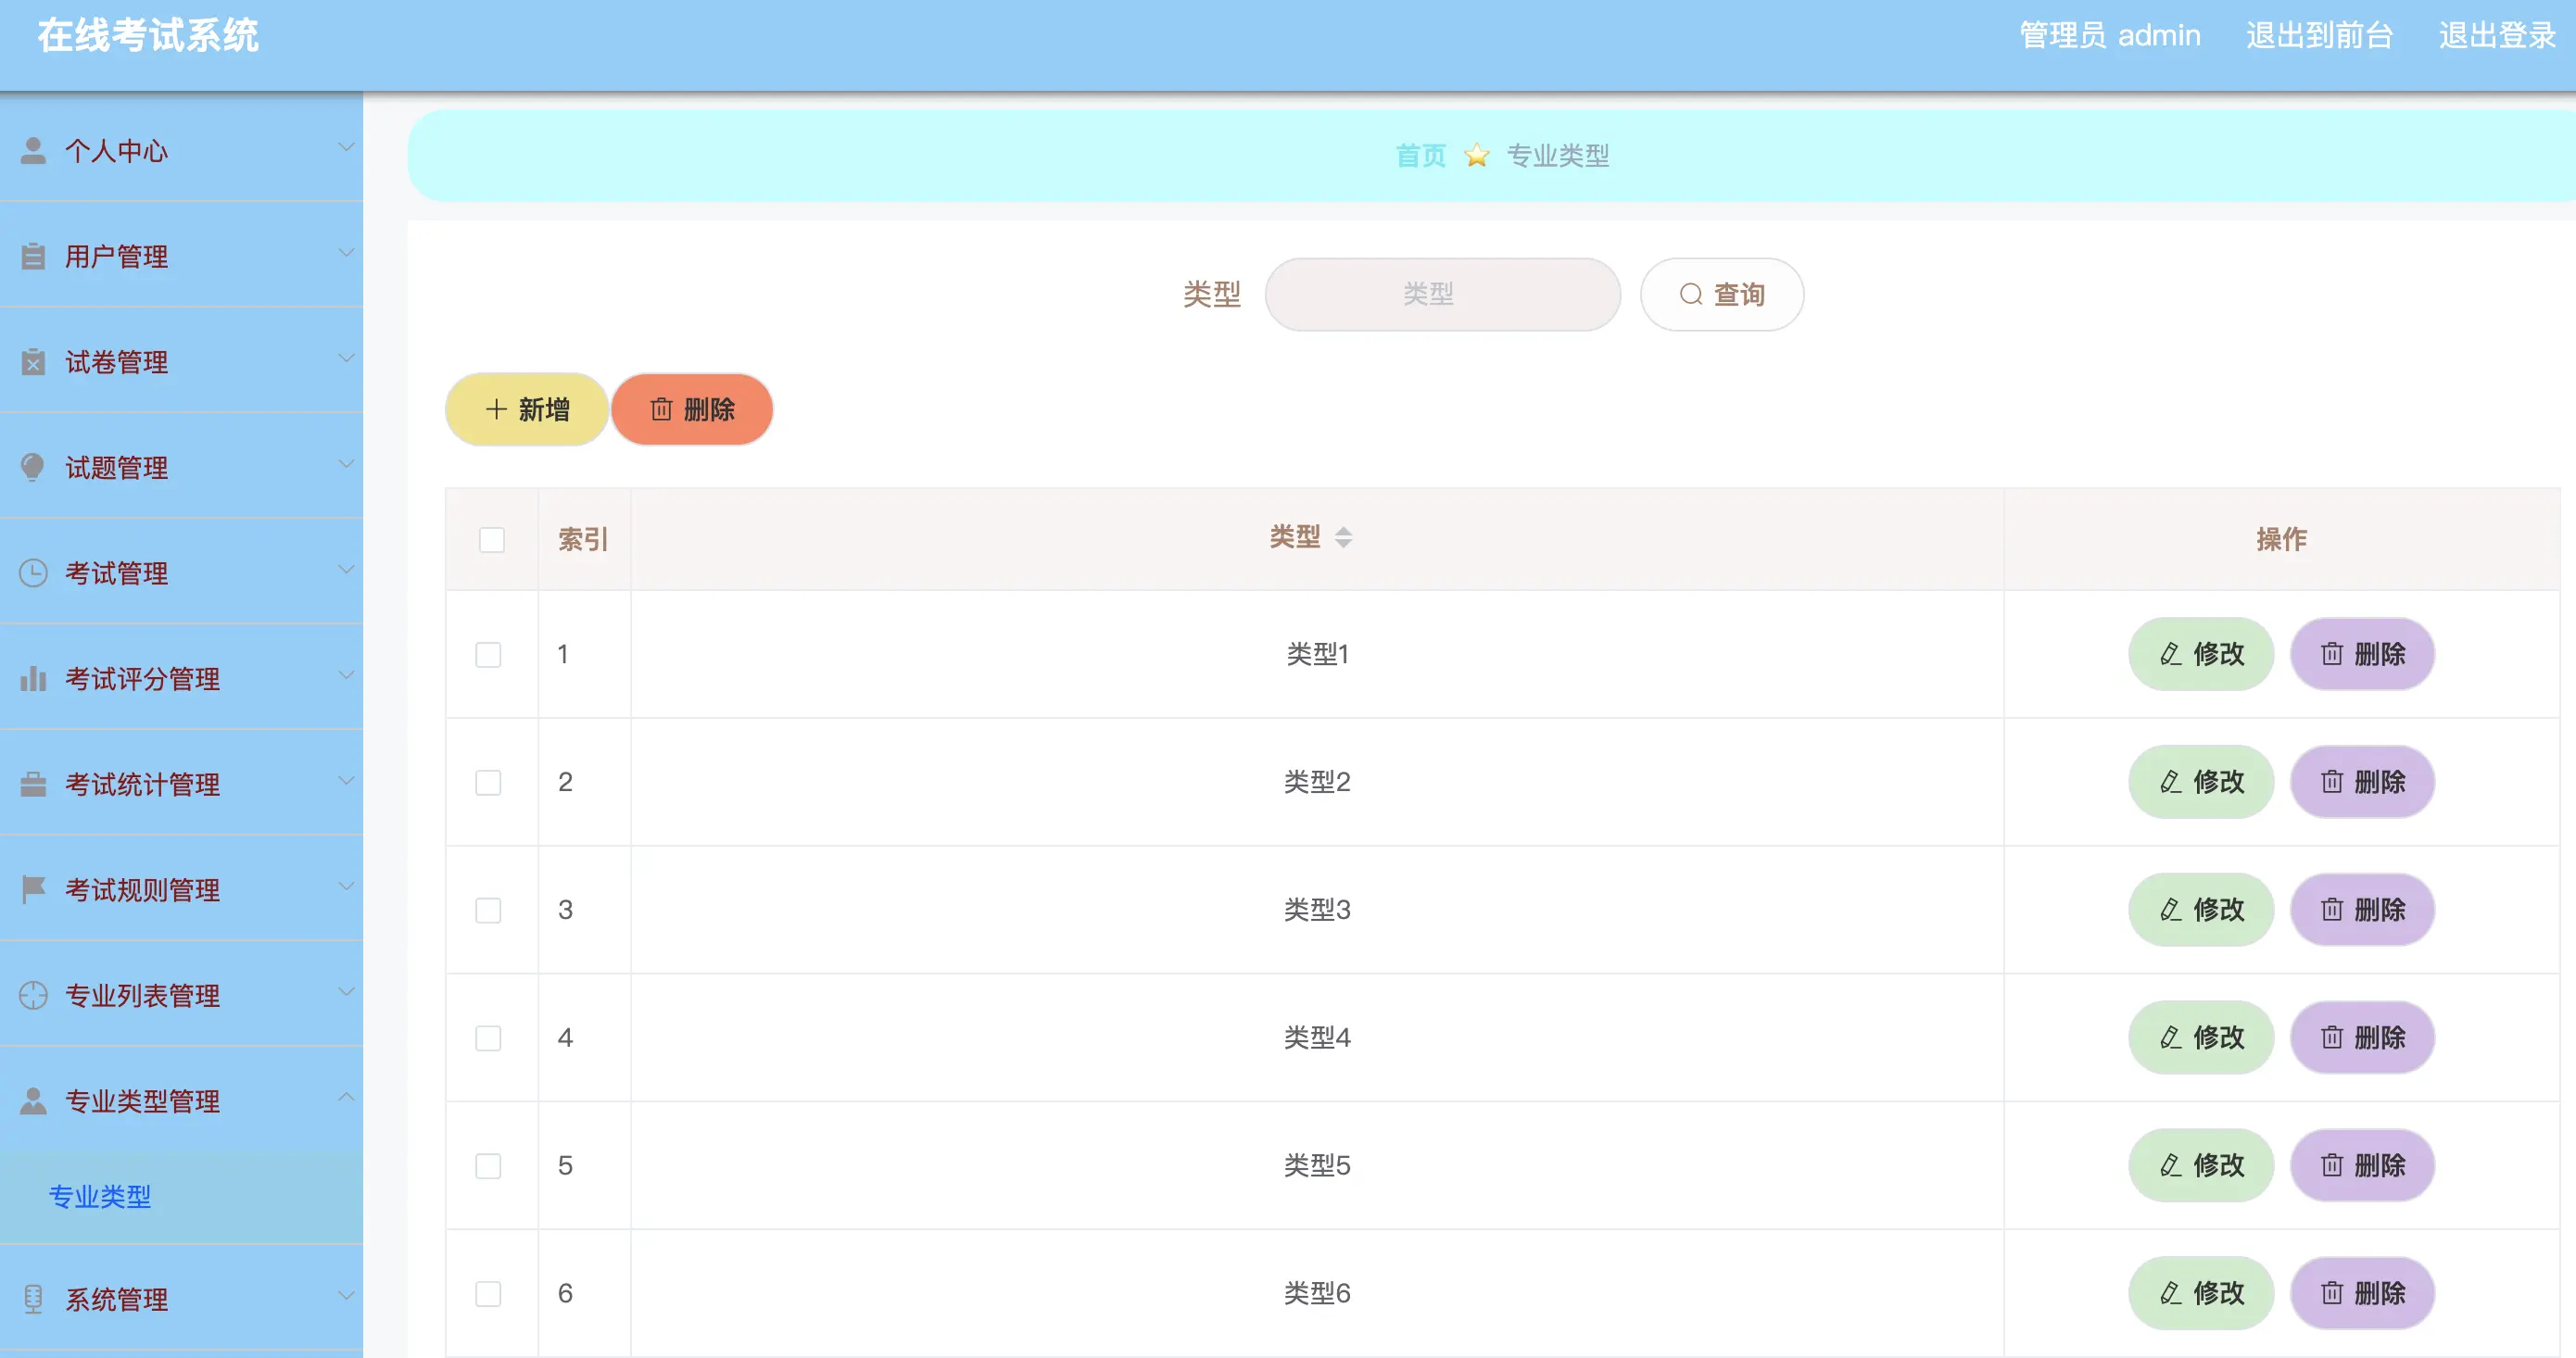 在线考试系统 管理员 admin 退出到前台 退出登录
个人中心
用户管理
试卷管理
试题管理
考试管理
考试评分管理
考试统计管理
考试规则管理
专业列表管理
专业类型管理
专业类型
系统管理
首页 ⭐ 专业类型
类型 类型 查询
新增 删除
索引 类型 操作
1 类型1 修改 删除
2 类型2 修改 删除
3 类型3 修改 删除
4 类型4 修改 删除
5 类型5 修改 删除
6 类型6 修改 删除